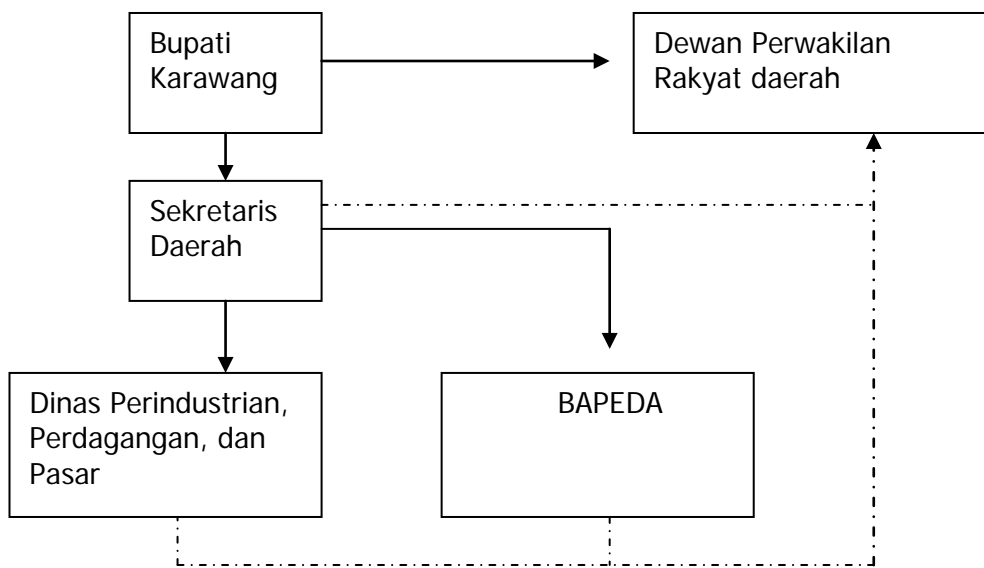 Bupati
Karawang
Dewan Perwakilan
Rakyat daerah
Sekretaris
Daerah
Dinas Perindustrian,
Perdagangan, dan
Pasar
BAPEDA